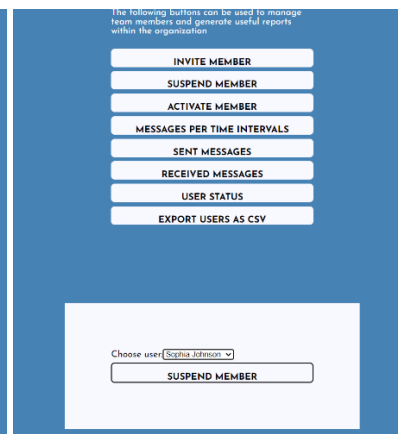 The following buttons can be used to manage
team members and generate useful reports
within the organization
INVITE MEMBER
SUSPEND MEMBER
ACTIVATE MEMBER
MESSAGES PER TIME INTERVALS
SENT MESSAGES
RECEIVED MESSAGES
USER STATUS
EXPORT USERS AS CSV
Choose user: Sophia Johnson
SUSPEND MEMBER